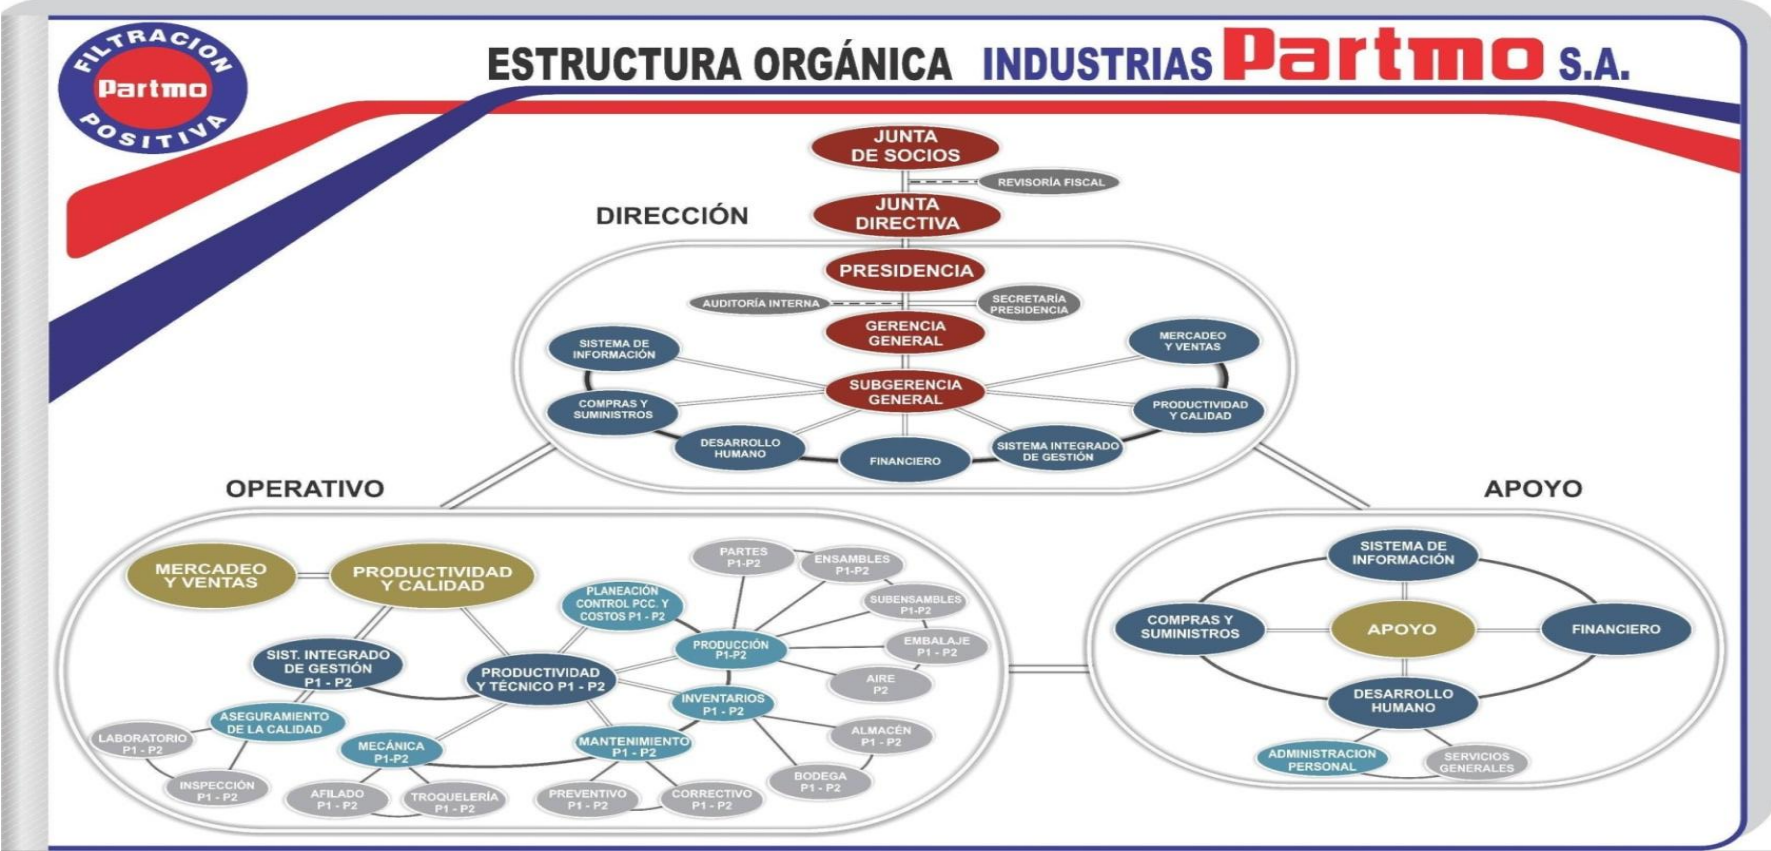 FILTRACION
Partmo
POSITIVA
ESTRUCTURA ORGÁNICA INDUSTRIAS Partmo S.A.
JUNTA
DE SOCIOS
REVISORÍA FISCAL
DIRECCIÓN
JUNTA
DIRECTIVA
PRESIDENCIA
AUDITORÍA INTERNA
SECRETARÍA
PRESIDENCIA
GERENCIA
GENERAL
SISTEMA DE
INFORMACIÓN
MERCADEO
Y VENTAS
SUBGERENCIA
GENERAL
COMPRAS Y
SUMINISTROS
PRODUCTIVIDAD
Y CALIDAD
DESARROLLO
HUMANO
FINANCIERO
SISTEMA INTEGRADO
DE GESTIÓN
OPERATIVO
MERCADEO
Y VENTAS
PRODUCTIVIDAD
Y CALIDAD
PLANEACIÓN
CONTROL PCC. Y
COSTOS P1 - P2
PARTES
P1-P2
ENSAMBLES
P1-P2
SUBENSAMBLES
P1-P2
PRODUCCIÓN
P1-P2
EMBALAJE
P1 - P2
AIRE
P2
SIST. INTEGRADO
DE GESTIÓN
P1 - P2
PRODUCTIVIDAD
Y TÉCNICO P1 - P2
INVENTARIOS
P1 - P2
ASEGURAMIENTO
DE LA CALIDAD
LABORATORIO
P1 - P2
INSPECCIÓN
P1 - P2
MECÁNICA
P1-P2
MANTENIMIENTO
P1 - P2
ALMACÉN
P1 - P2
BODEGA
P1 - P2
AFILADO
P1 - P2
TROQUELERÍA
P1 - P2
PREVENTIVO
P1 - P2
CORRECTIVO
P1 - P2
APOYO
SISTEMA DE
INFORMACIÓN
COMPRAS Y
SUMINISTROS
APOYO
FINANCIERO
DESARROLLO
HUMANO
ADMINISTRACION
PERSONAL
SERVICIOS
GENERALES